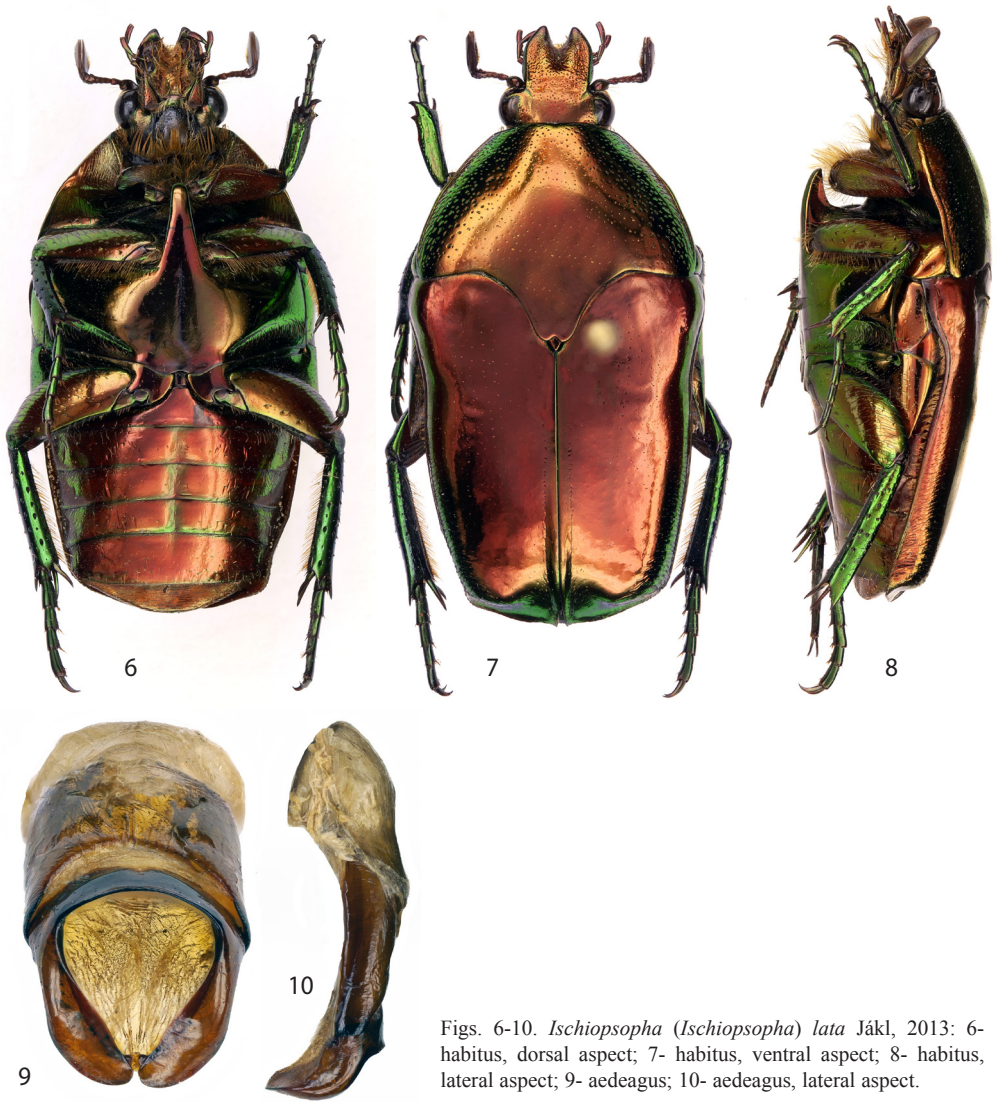 6
7
8
9
10
Figs. 6-10. Ischiopsopha (Ischiopsopha) lata Jákl, 2013: 6-
habitus, dorsal aspect; 7- habitus, ventral aspect; 8- habitus,
lateral aspect; 9- aedeagus; 10- aedeagus, lateral aspect.